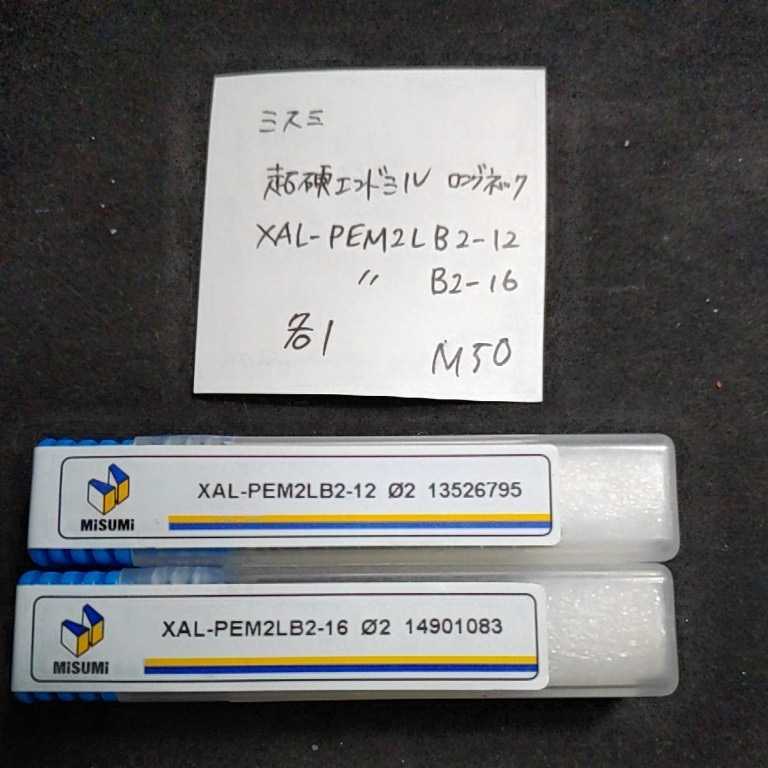 ミスミ
超硬エンドミル ロングネック
XAL-PEM2LB2-12
〃 B2-16
各1
M50
XAL-PEM2LB2-12 Ø2 13526795
MiSUMi
XAL-PEM2LB2-16 Ø2 14901083
MiSUMi